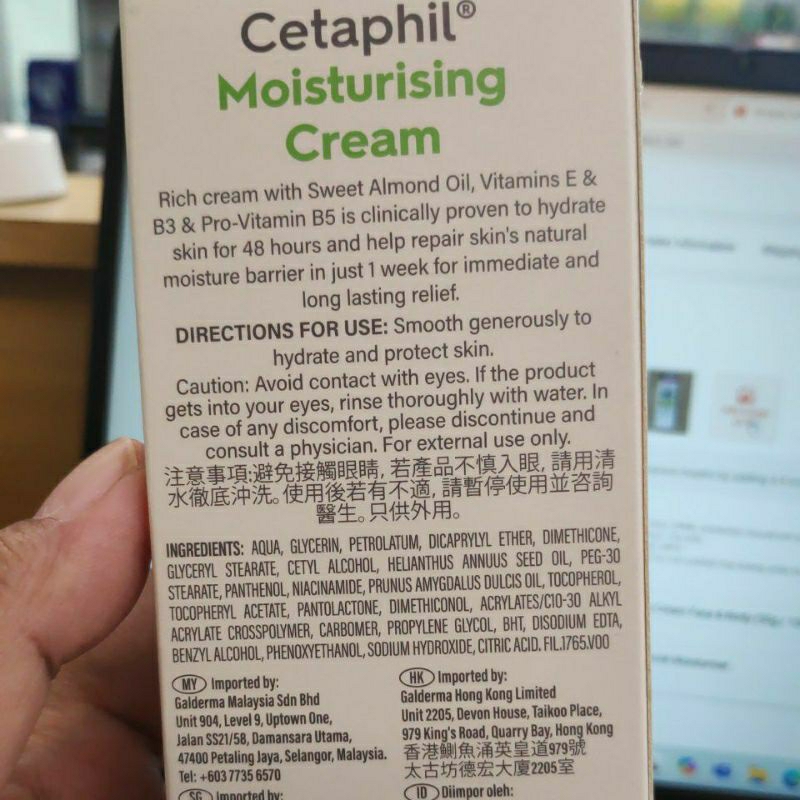 Cetaphil®
Moisturising
Cream
Rich cream with Sweet Almond Oil, Vitamins E &
B3 & Pro-Vitamin B5 is clinically proven to hydrate
skin for 48 hours and help repair skin's natural
moisture barrier in just 1 week for immediate and
long lasting relief.
DIRECTIONS FOR USE: Smooth generously to
hydrate and protect skin.
Caution: Avoid contact with eyes. If the product
gets into your eyes, rinse thoroughly with water. In
case of any discomfort, please discontinue and
consult a physician. For external use only.
注意事項:避免接觸眼睛, 若產品不慎入眼, 請用清
水徹底沖洗。使用後若有不適, 請暫停使用並咨詢
醫生。只供外用。
INGREDIENTS: AQUA, GLYCERIN, PETROLATUM, DICAPRYLYL ETHER, DIMETHICONE,
GLYCERYL STEARATE, CETYL ALCOHOL, HELIANTHUS ANNUUS SEED OIL, PEG-30
STEARATE, PANTHENOL, NIACINAMIDE, PRUNUS AMYGDALUS DULCIS OIL, TOCOPHEROL,
TOCOPHERYL ACETATE, PANTOLACTONE, DIMETHICONOL, ACRYLATES/C10-30 ALKYL
ACRYLATE CROSSPOLYMER, CARBOMER, PROPYLENE GLYCOL, BHT, DISODIUM EDTA,
BENZYL ALCOHOL, PHENOXYETHANOL, SODIUM HYDROXIDE, CITRIC ACID. FIL.1765.V00
MY Imported by:
Galderma Malaysia Sdn Bhd
Unit 904, Level 9, Uptown One,
Jalan SS21/58, Damansara Utama,
47400 Petaling Jaya, Selangor, Malaysia.
Tel: +603 7735 6570
SG Imported by:
HK Imported by:
Galderma Hong Kong Limited
Unit 2205, Devon House, Taikoo Place,
979 King's Road, Quarry Bay, Hong Kong
香港鰂魚涌英皇道979號
太古坊德宏大廈2205室
ID Diimpor oleh: